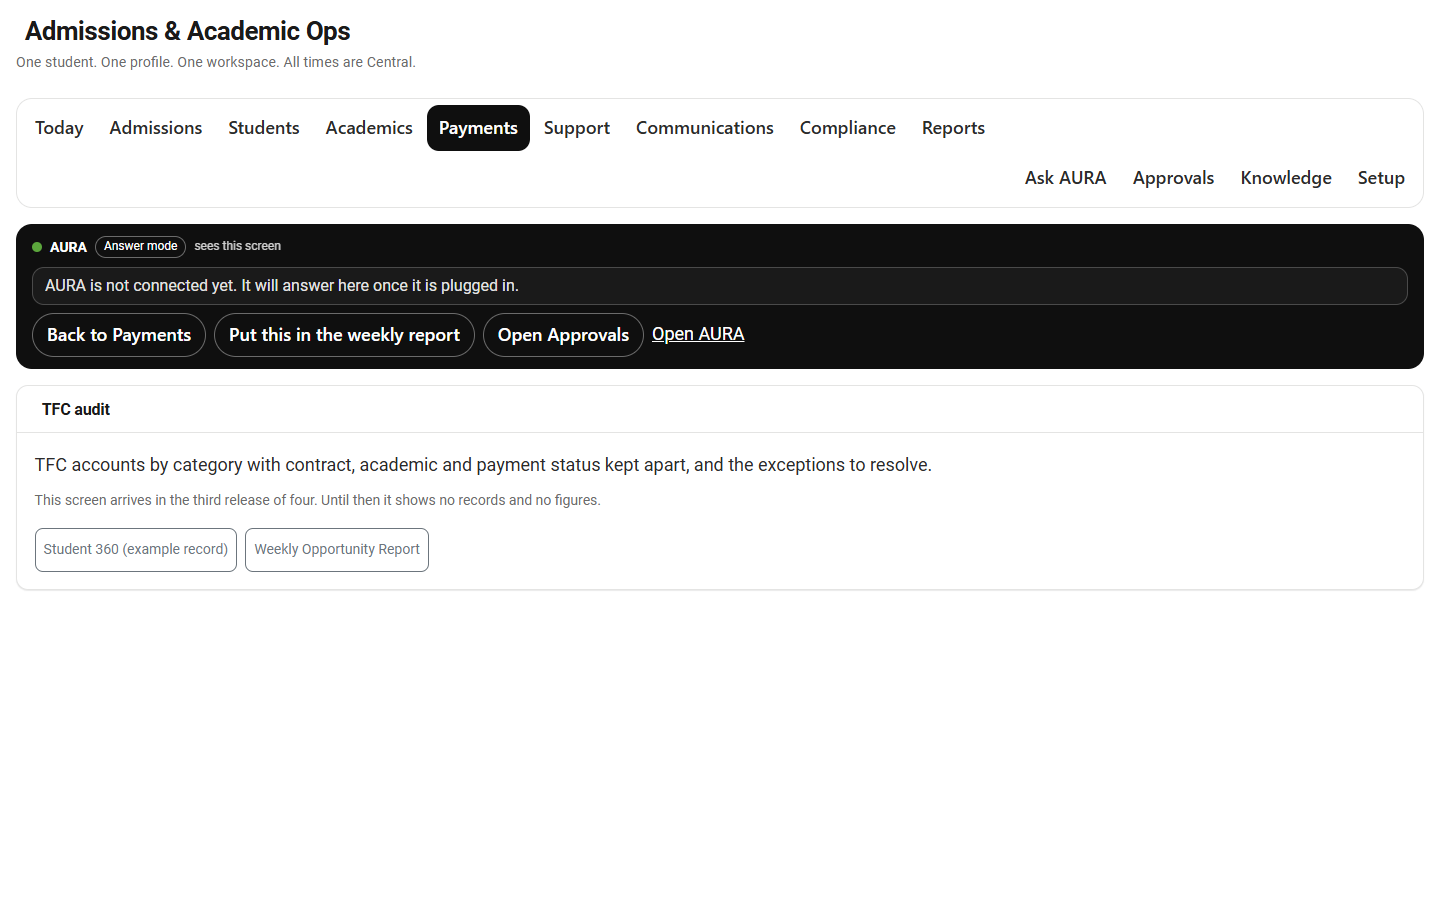 Admissions & Academic Ops
One student. One profile. One workspace. All times are Central.
Today Admissions Students Academics Payments Support Communications Compliance Reports
Ask AURA Approvals Knowledge Setup
AURA Answer mode sees this screen
AURA is not connected yet. It will answer here once it is plugged in.
Back to Payments Put this in the weekly report Open Approvals Open AURA
TFC audit
TFC accounts by category with contract, academic and payment status kept apart, and the exceptions to resolve.
This screen arrives in the third release of four. Until then it shows no records and no figures.
Student 360 (example record) Weekly Opportunity Report